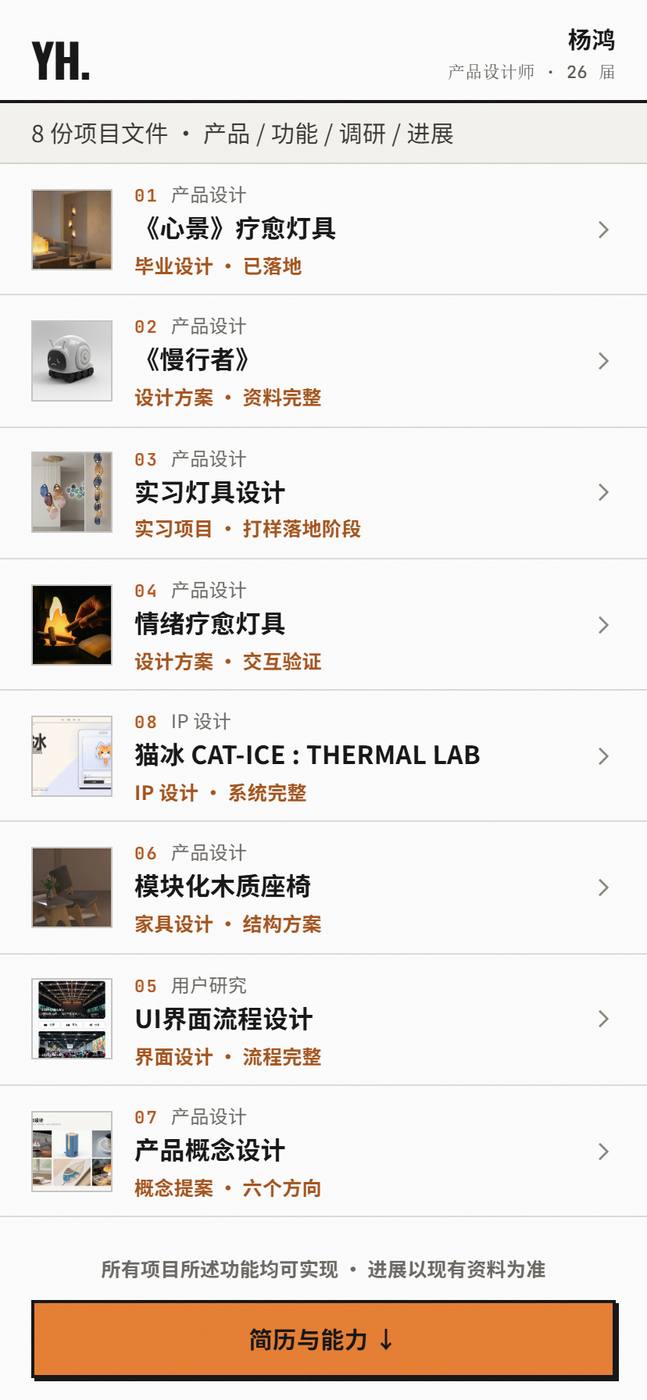 YH.
杨鸿
产品设计师 · 26 届
8 份项目文件 · 产品 / 功能 / 调研 / 进展
01 产品设计
《心景》疗愈灯具
毕业设计 · 已落地
02 产品设计
《慢行者》
设计方案 · 资料完整
03 产品设计
实习灯具设计
实习项目 · 打样落地阶段
04 产品设计
情绪疗愈灯具
设计方案 · 交互验证
冰
08 IP 设计
猫冰 CAT-ICE : THERMAL LAB
IP 设计 · 系统完整
06 产品设计
模块化木质座椅
家具设计 · 结构方案
05 用户研究
UI界面流程设计
界面设计 · 流程完整
07 产品设计
产品概念设计
概念提案 · 六个方向
所有项目所述功能均可实现 · 进展以现有资料为准
简历与能力 ↓